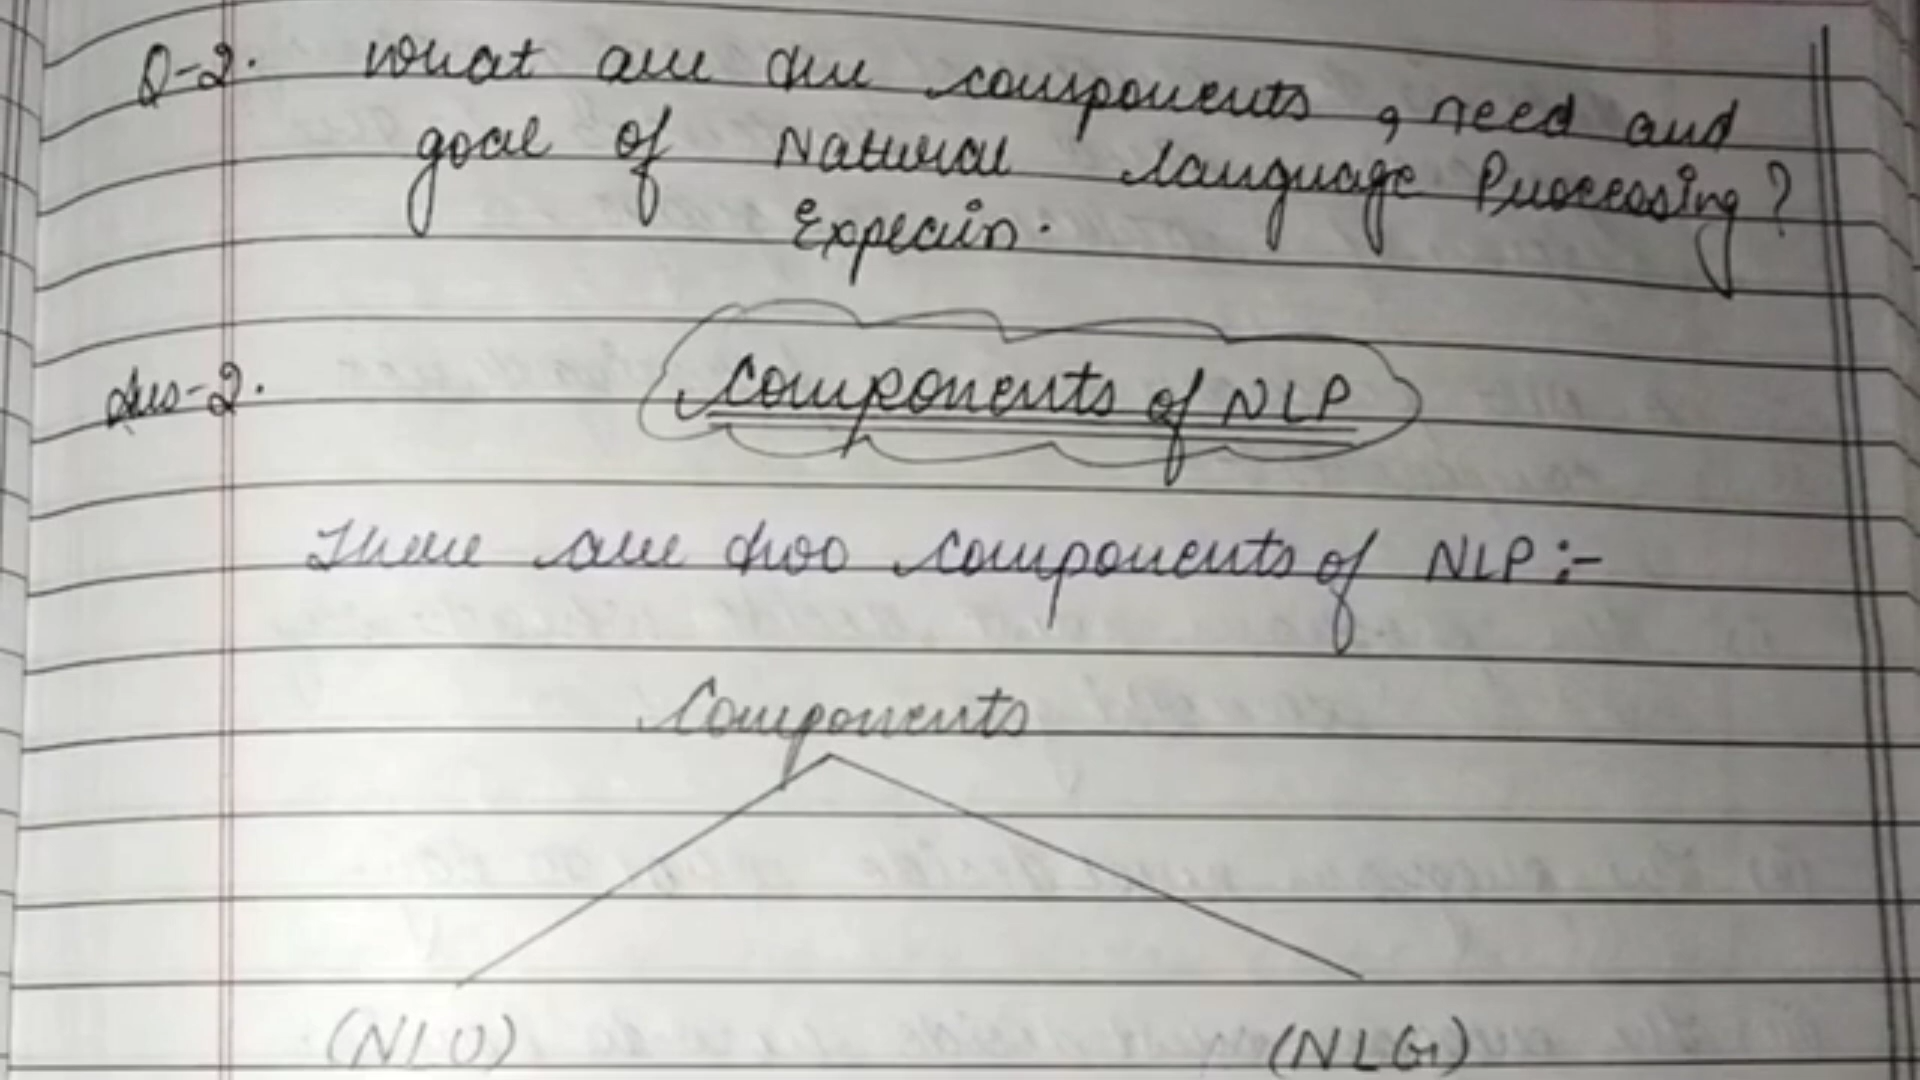 Q-2. What are the components, need and
goal of Natural language Processing?
Explain.
Ans-2.
Components of NLP
There are two components of NLP:-
Components
(NLU) (NLG)